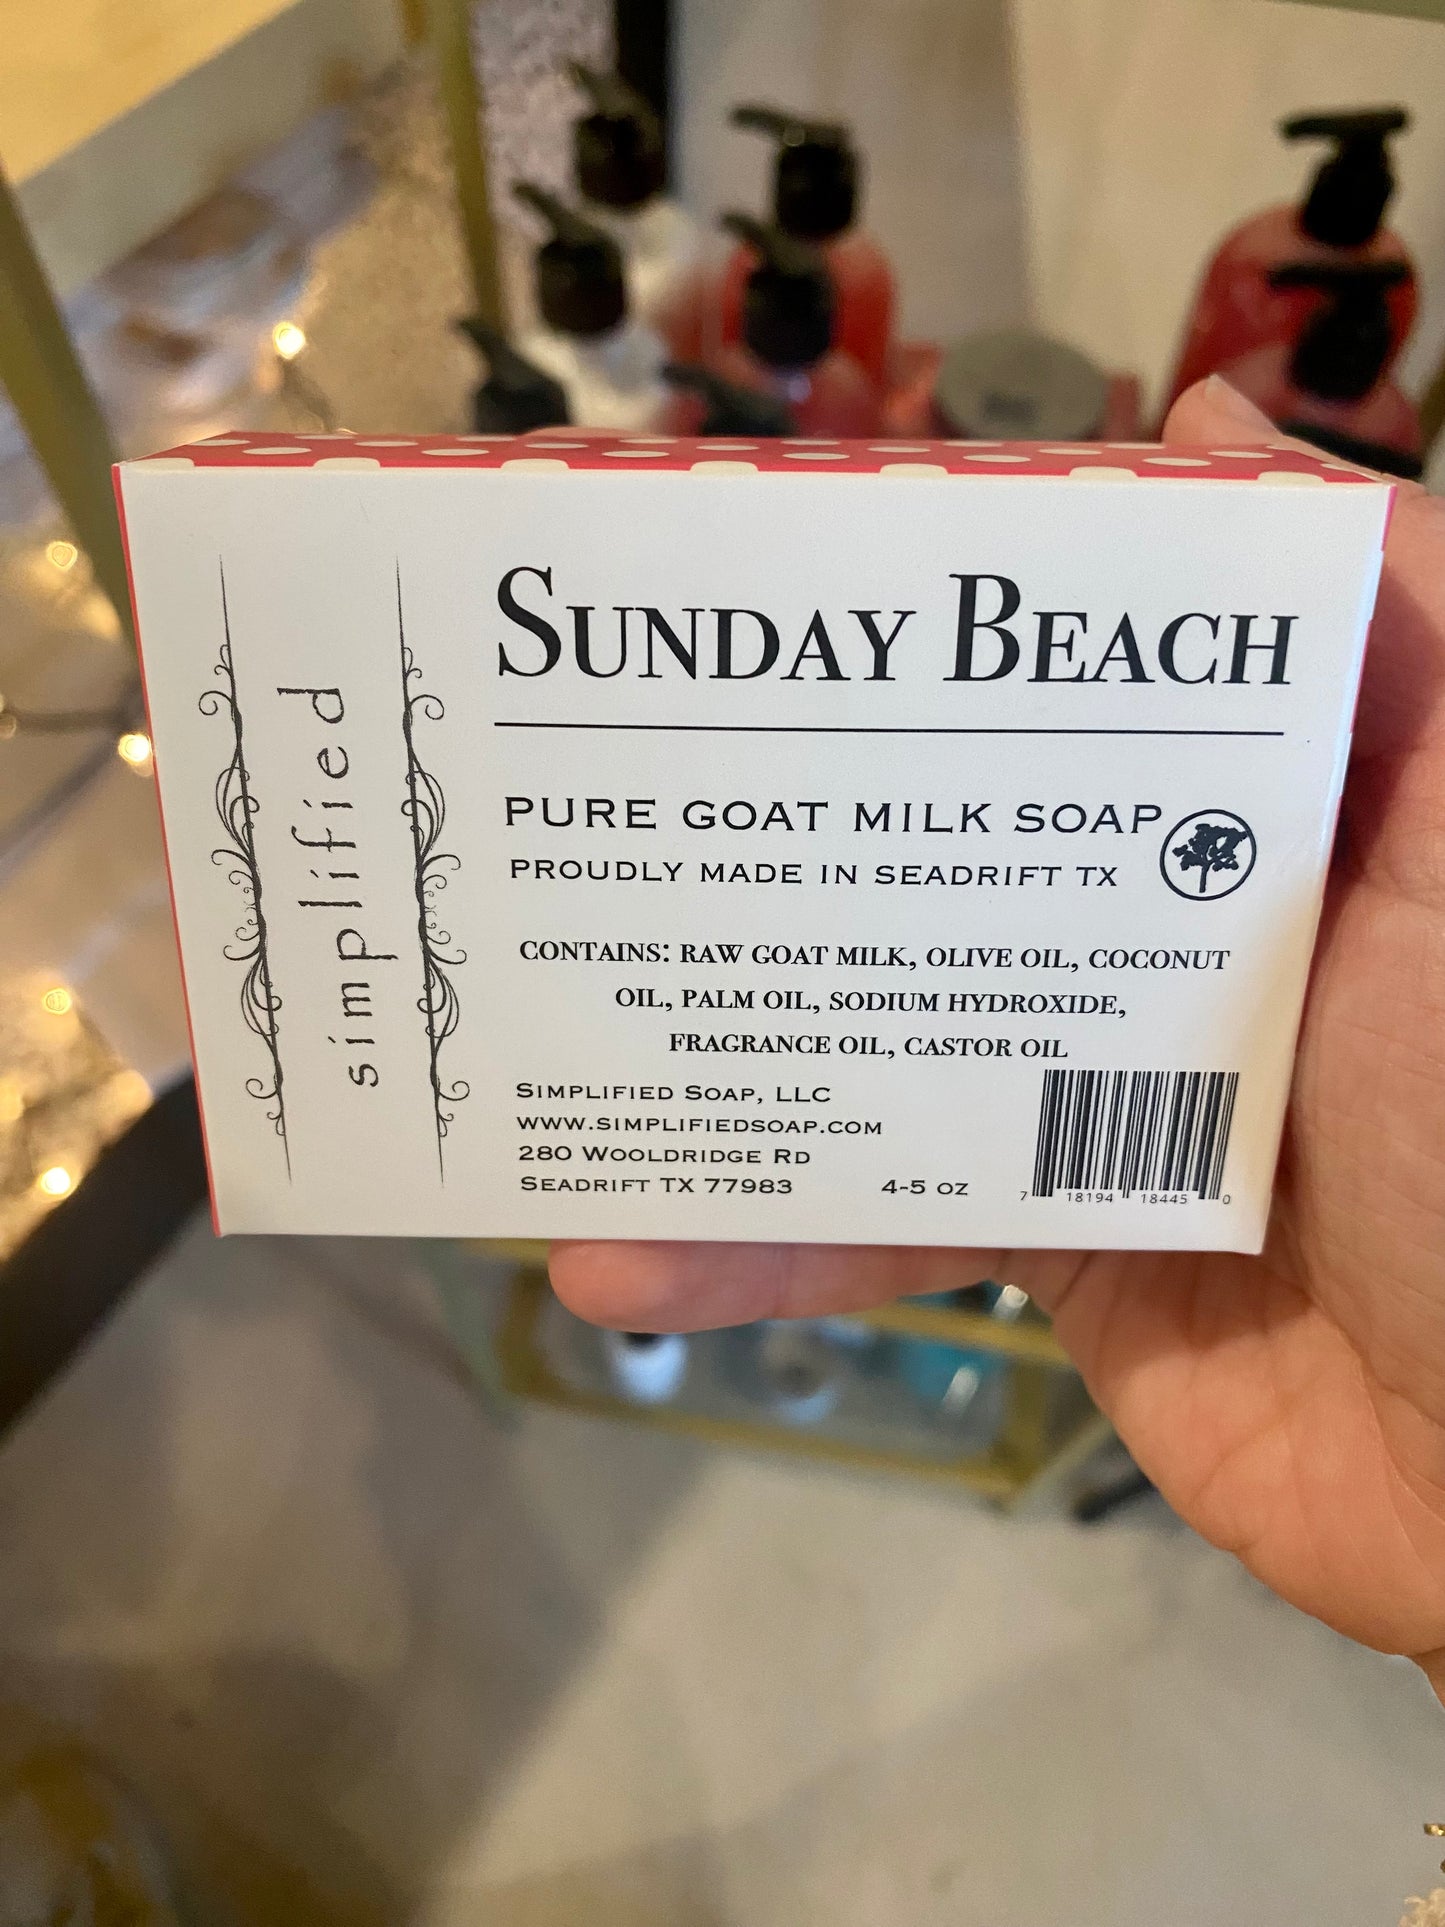 simplified
SUNDAY BEACH
PURE GOAT MILK SOAP
PROUDLY MADE IN SEADRIFT TX
CONTAINS: RAW GOAT MILK, OLIVE OIL, COCONUT
OIL, PALM OIL, SODIUM HYDROXIDE,
FRAGRANCE OIL, CASTOR OIL
SIMPLIFIED SOAP, LLC
WWW.SIMPLIFIEDSOAP.COM
280 WOOLDRIDGE RD
SEADRIFT TX 77983 4-5 OZ
7 18194 18445 0